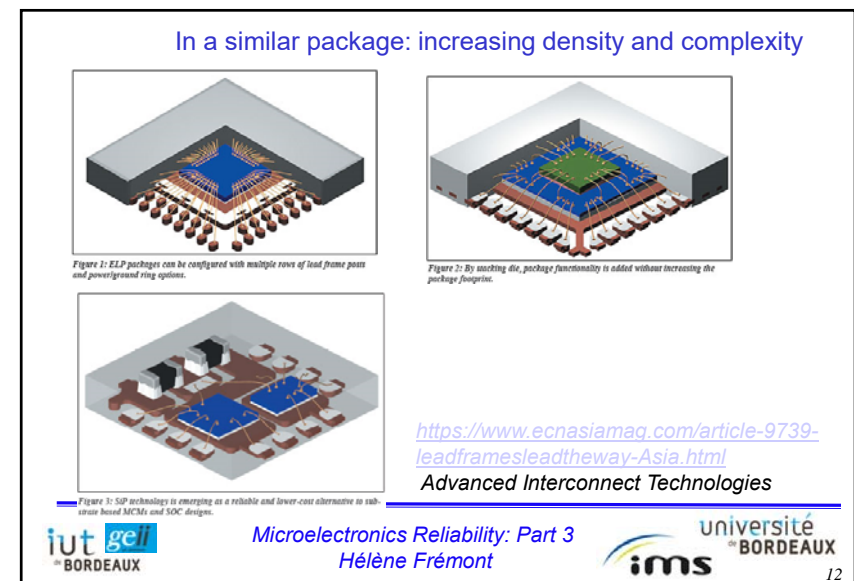 In a similar package: increasing density and complexity
Figure 1: ELP packages can be configured with multiple rows of lead frame posts
and power/ground ring options.
Figure 2: By stacking die, package functionality is added without increasing the
package footprint.
https://www.ecnasiamag.com/article-9739-
leadframesleadtheway-Asia.html
Advanced Interconnect Technologies
Figure 3: SiP technology is emerging as a reliable and lower-cost alternative to sub-
strate based MCMs and SOC designs.
iut geii
BORDEAUX
Microelectronics Reliability: Part 3
Hélène Frémont
ims
université
de BORDEAUX
12